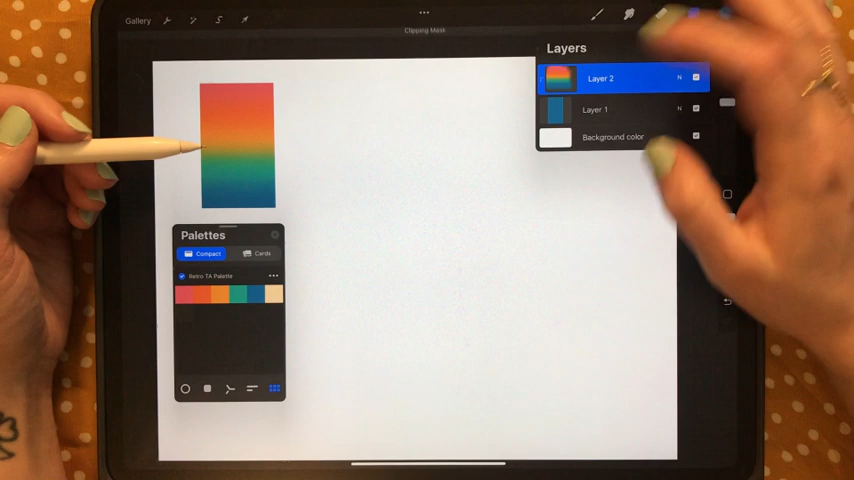 Gallery
Clipping Mask
Layers
Layer 2 N
Layer 1 N
Background color
Palettes
Compact Cards
Retro TA Palette